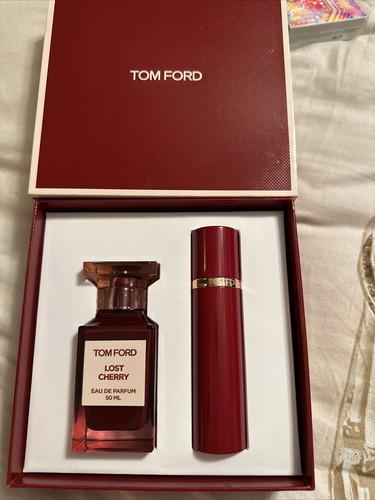 TOM FORD
TOM FORD
LOST
CHERRY
EAU DE PARFUM
50 ML